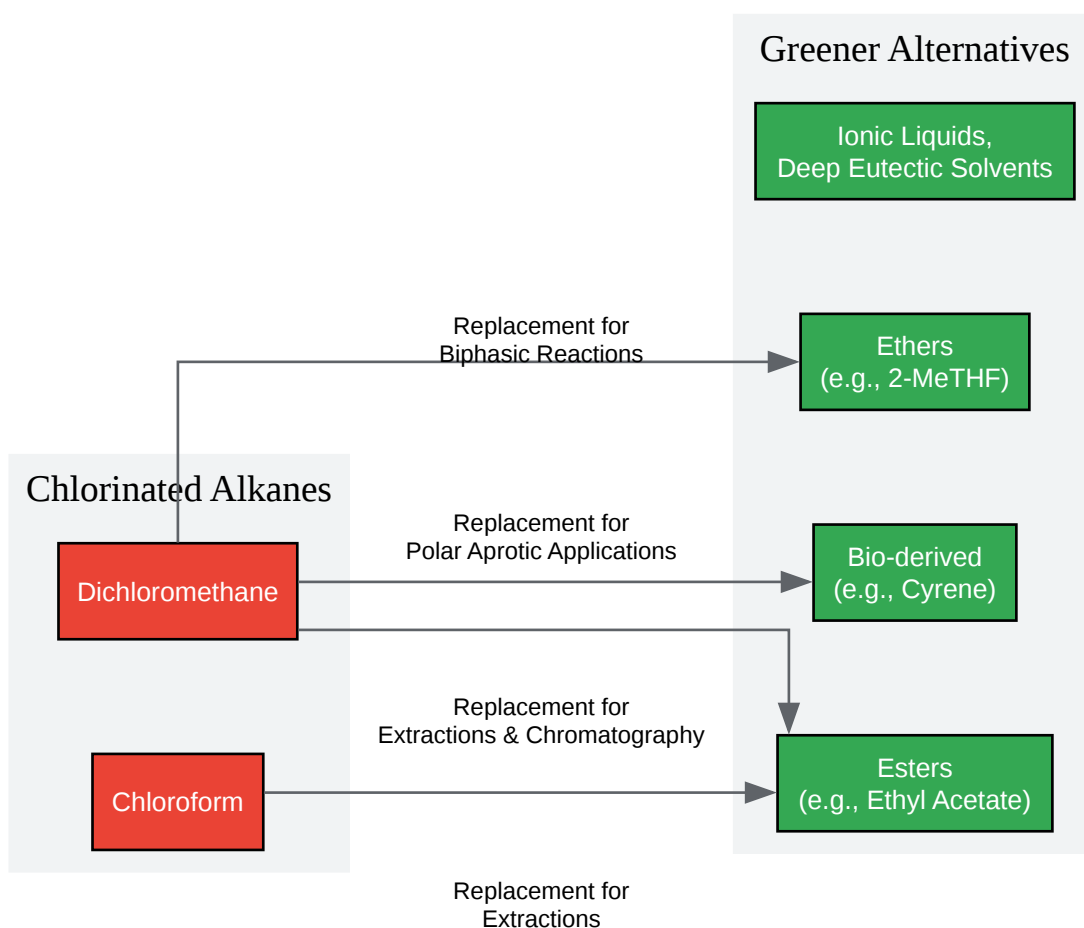 Greener Alternatives
Ionic Liquids,
Deep Eutectic Solvents
Replacement for
Biphasic Reactions
Ethers
(e.g., 2-MeTHF)
Chlorinated Alkanes
Replacement for
Polar Aprotic Applications
Dichloromethane
Bio-derived
(e.g., Cyrene)
Replacement for
Extractions & Chromatography
Chloroform
Esters
(e.g., Ethyl Acetate)
Replacement for
Extractions